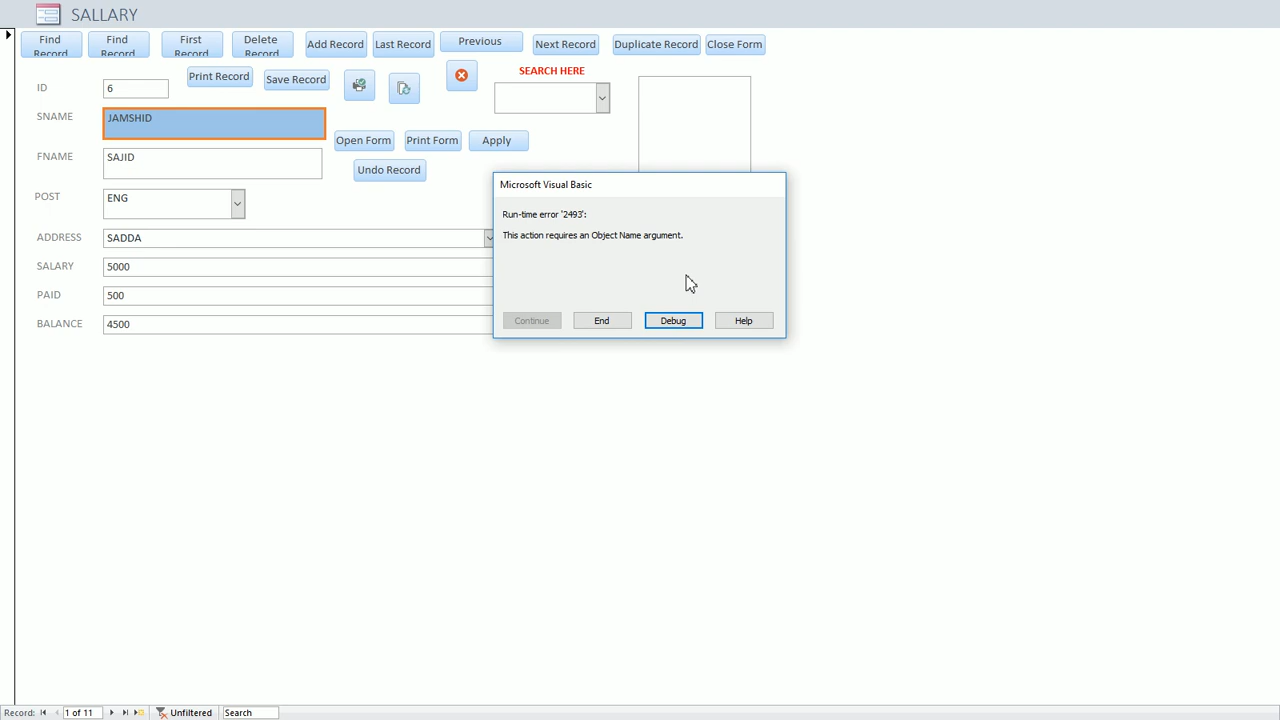 SALLARY
Find Record
Find Record
First Record
Delete Record
Add Record
Last Record
Previous
Next Record
Duplicate Record
Close Form
Print Record
Save Record
SEARCH HERE
ID
6
SNAME
JAMSHID
Open Form
Print Form
Apply
FNAME
SAJID
Undo Record
POST
ENG
ADDRESS
SADDA
SALARY
5000
PAID
500
BALANCE
4500
Microsoft Visual Basic
Run-time error '2493':
This action requires an Object Name argument.
Continue
End
Debug
Help
Record:
1 of 11
Unfiltered
Search